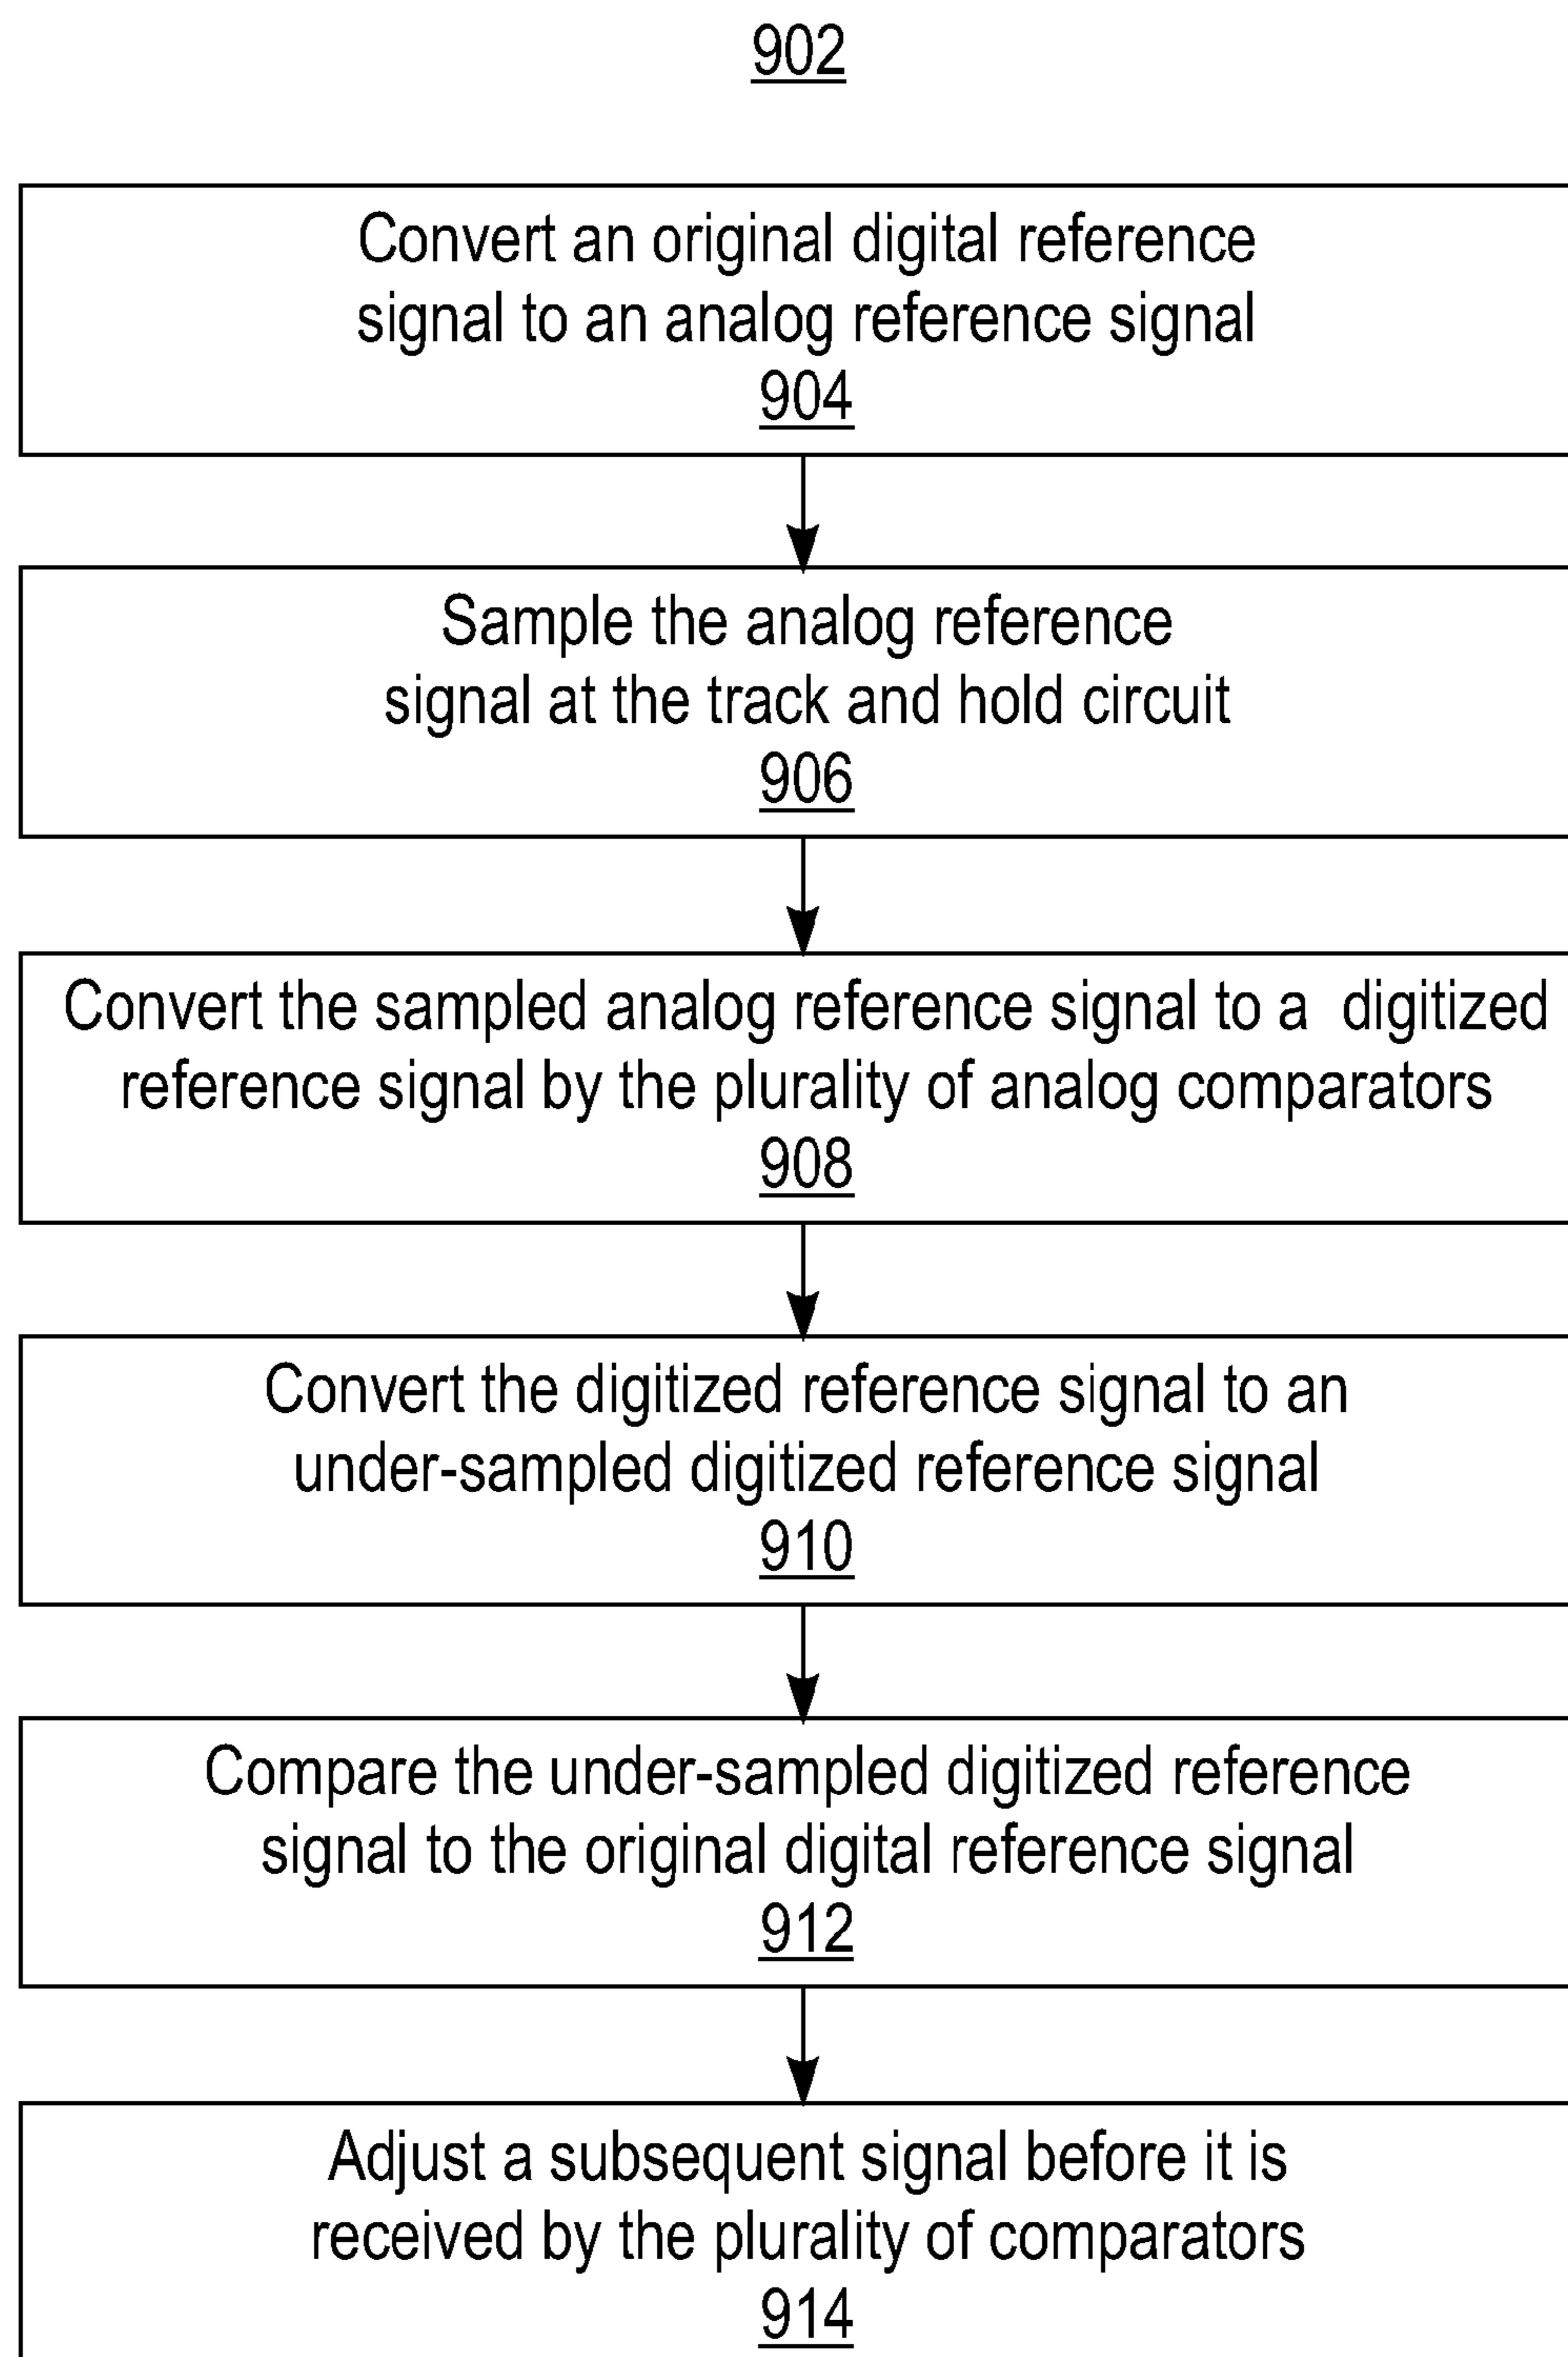 902
Convert an original digital reference
signal to an analog reference signal
904
Sample the analog reference
signal at the track and hold circuit
906
Convert the sampled analog reference signal to a digitized
reference signal by the plurality of analog comparators
908
Convert the digitized reference signal to an
under-sampled digitized reference signal
910
Compare the under-sampled digitized reference
signal to the original digital reference signal
912
Adjust a subsequent signal before it is
received by the plurality of comparators
914